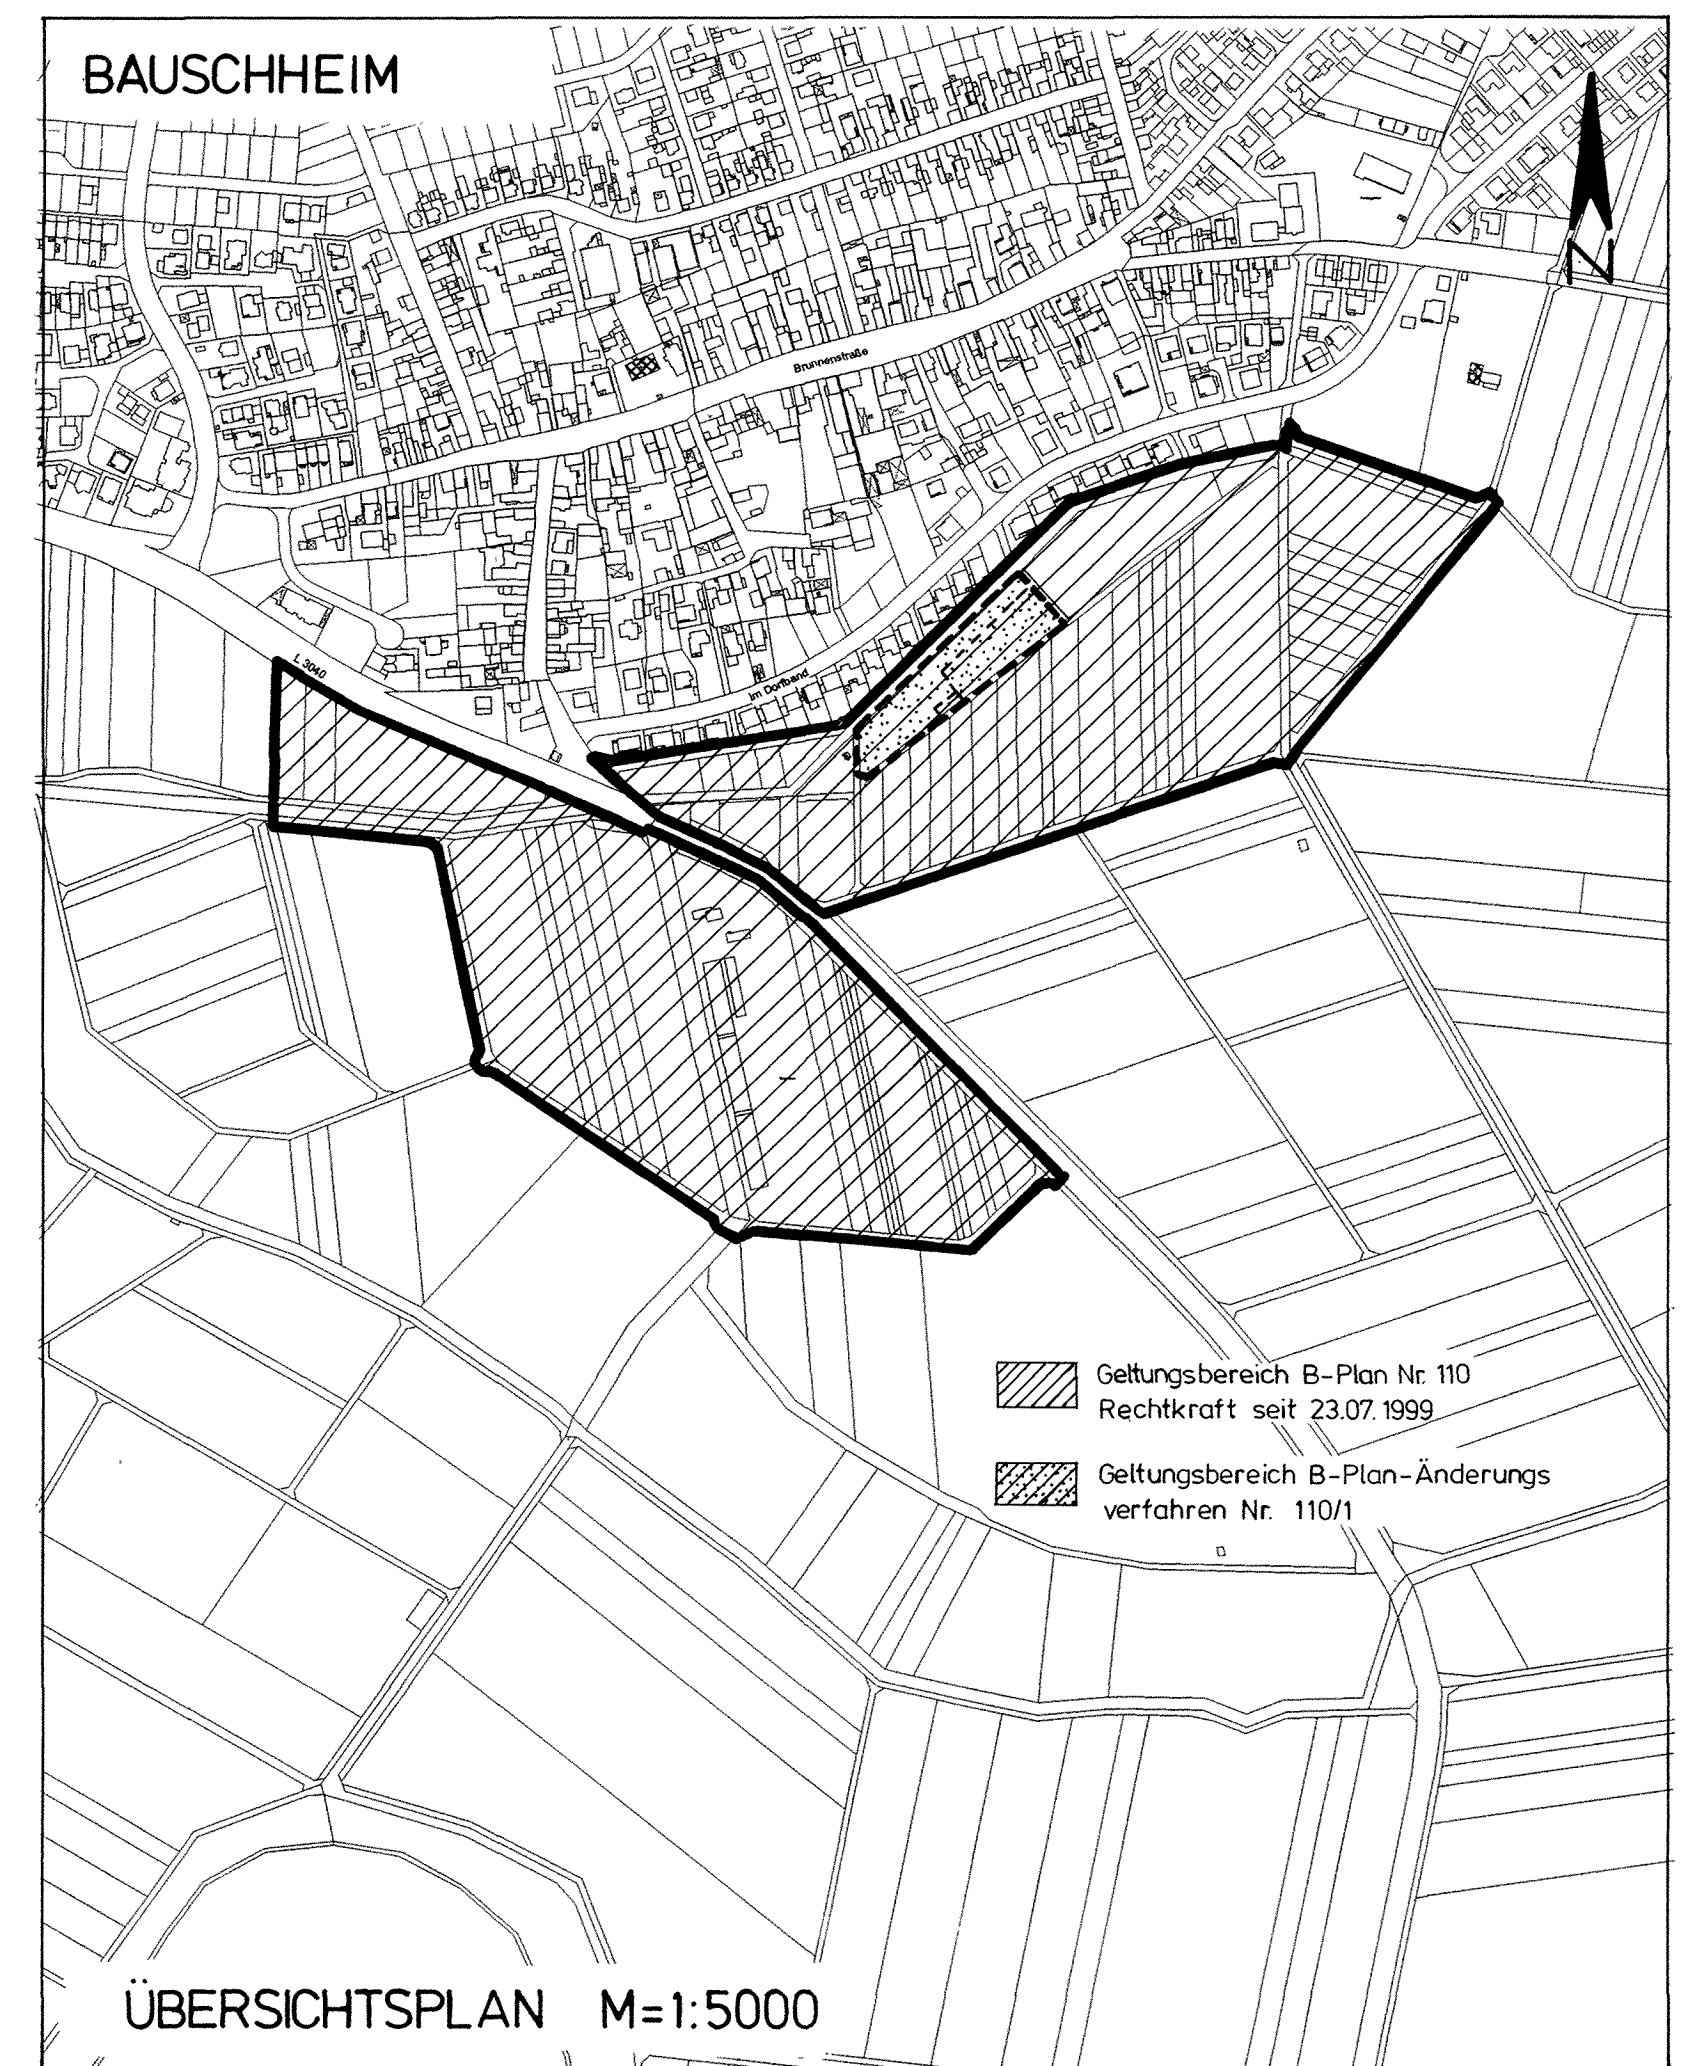 BAUSCHHEIM
N
Brunnenstraße
L 3040
Im Dorfband
Geltungsbereich B-Plan Nr. 110
Rechtkraft seit 23.07.1999
Geltungsbereich B-Plan-Änderungs
verfahren Nr. 110/1
ÜBERSICHTSPLAN M=1:5000